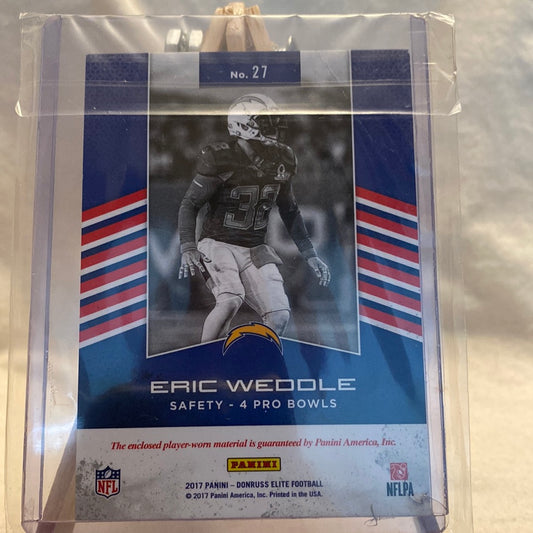 No. 27
32
ERIC WEDDLE
SAFETY - 4 PRO BOWLS
The enclosed player-worn material is guaranteed by Panini America, Inc.
PANINI
2017 PANINI – DONRUSS ELITE FOOTBALL
© 2017 Panini America, Inc. Printed in the USA.
NFL
NFLPA